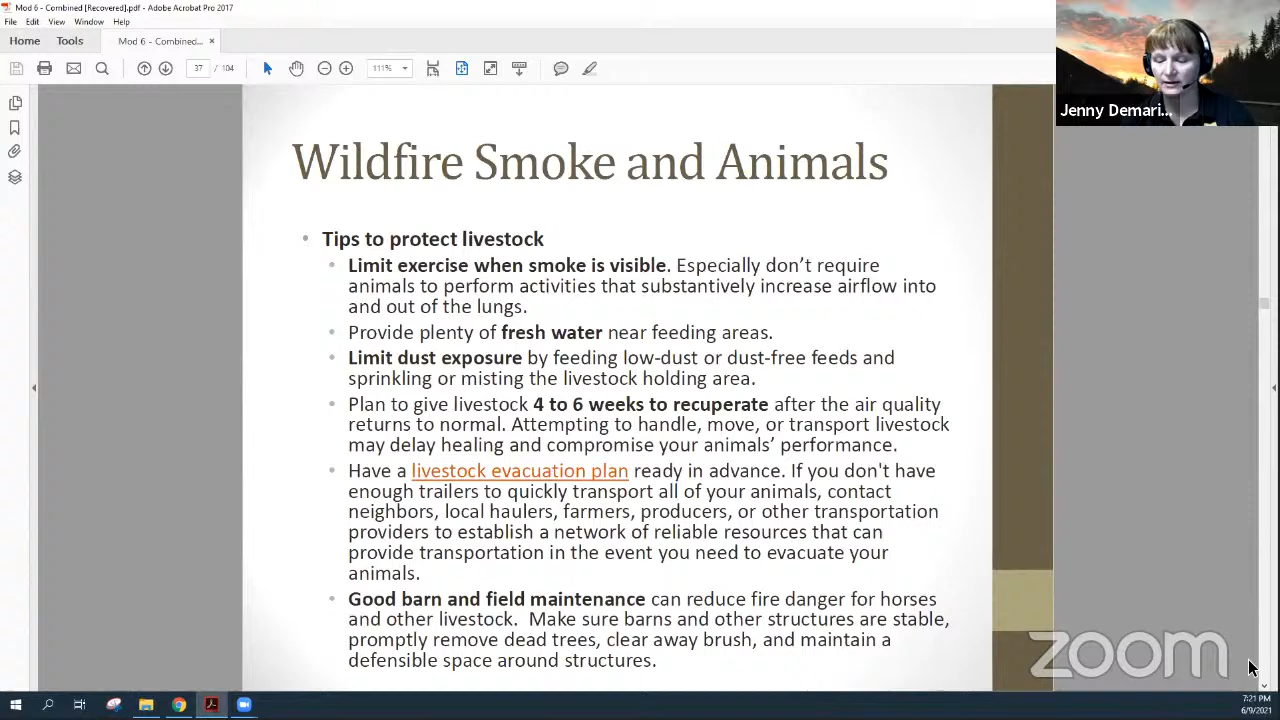 Mod 6 - Combined [Recovered].pdf - Adobe Acrobat Pro 2017
File Edit View Window Help
Home Tools Mod 6 - Combined... ×
37 / 104 111%
Jenny Demari...
Wildfire Smoke and Animals
• Tips to protect livestock
• Limit exercise when smoke is visible. Especially don’t require
animals to perform activities that substantively increase airflow into
and out of the lungs.
• Provide plenty of fresh water near feeding areas.
• Limit dust exposure by feeding low-dust or dust-free feeds and
sprinkling or misting the livestock holding area.
• Plan to give livestock 4 to 6 weeks to recuperate after the air quality
returns to normal. Attempting to handle, move, or transport livestock
may delay healing and compromise your animals’ performance.
• Have a livestock evacuation plan ready in advance. If you don't have
enough trailers to quickly transport all of your animals, contact
neighbors, local haulers, farmers, producers, or other transportation
providers to establish a network of reliable resources that can
provide transportation in the event you need to evacuate your
animals.
• Good barn and field maintenance can reduce fire danger for horses
and other livestock.  Make sure barns and other structures are stable,
promptly remove dead trees, clear away brush, and maintain a
defensible space around structures.
zoom
7:21 PM
6/9/2021